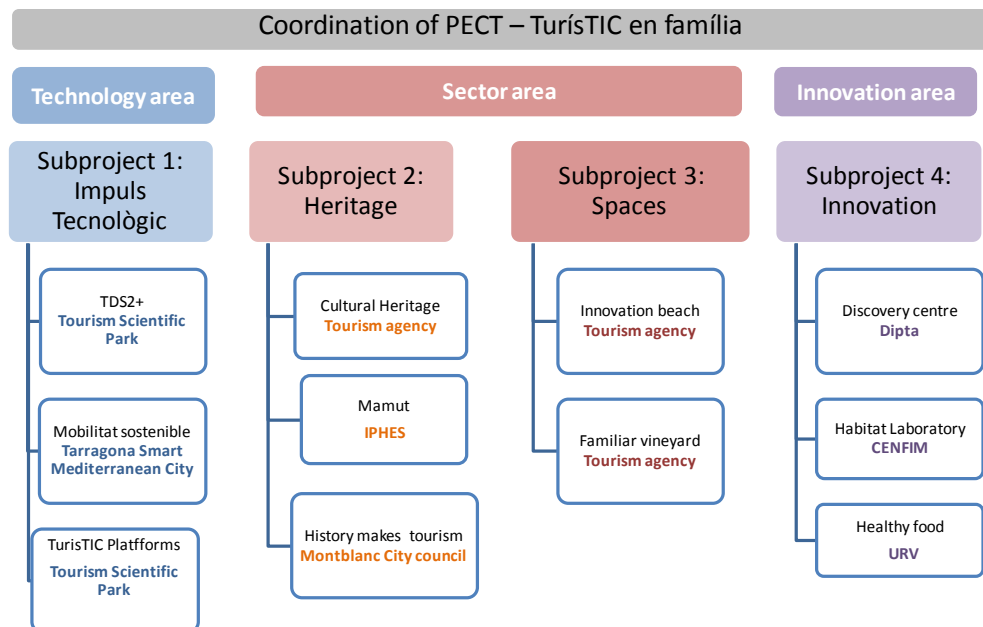 Coordination of PECT – TurísTIC en família
Technology area
Sector area
Innovation area
Subproject 1:
Impuls
Tecnològic
Subproject 2:
Heritage
Subproject 3:
Spaces
Subproject 4:
Innovation
TDS2+
Tourism Scientific
Park
Mobilitat sostenible
Tarragona Smart
Mediterranean City
TurisTIC Platfforms
Tourism Scientific
Park
Cultural Heritage
Tourism agency
Mamut
IPHES
History makes tourism
Montblanc City council
Innovation beach
Tourism agency
Familiar vineyard
Tourism agency
Discovery centre
Dipta
Habitat Laboratory
CENFIM
Healthy food
URV